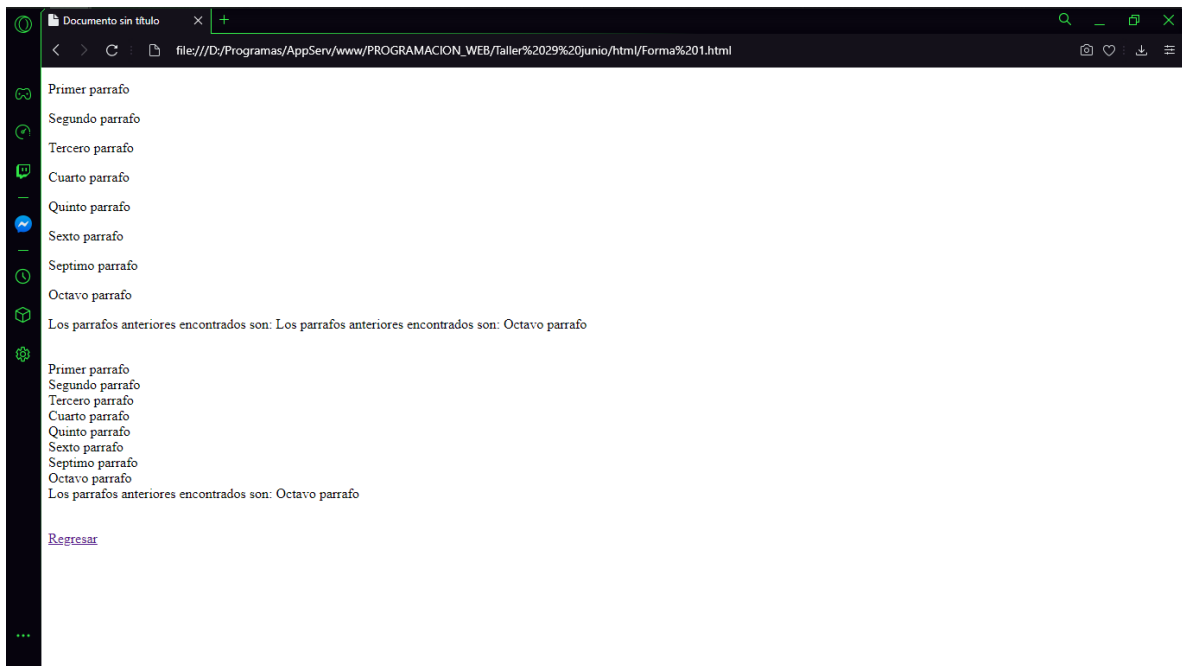 Documento sin título
file:///D:/Programas/AppServ/www/PROGRAMACION_WEB/Taller%2029%20junio/html/Forma%201.html
Primer parrafo
Segundo parrafo
Tercero parrafo
Cuarto parrafo
Quinto parrafo
Sexto parrafo
Septimo parrafo
Octavo parrafo
Los parrafos anteriores encontrados son: Los parrafos anteriores encontrados son: Octavo parrafo
Primer parrafo
Segundo parrafo
Tercero parrafo
Cuarto parrafo
Quinto parrafo
Sexto parrafo
Septimo parrafo
Octavo parrafo
Los parrafos anteriores encontrados son: Octavo parrafo
Regresar